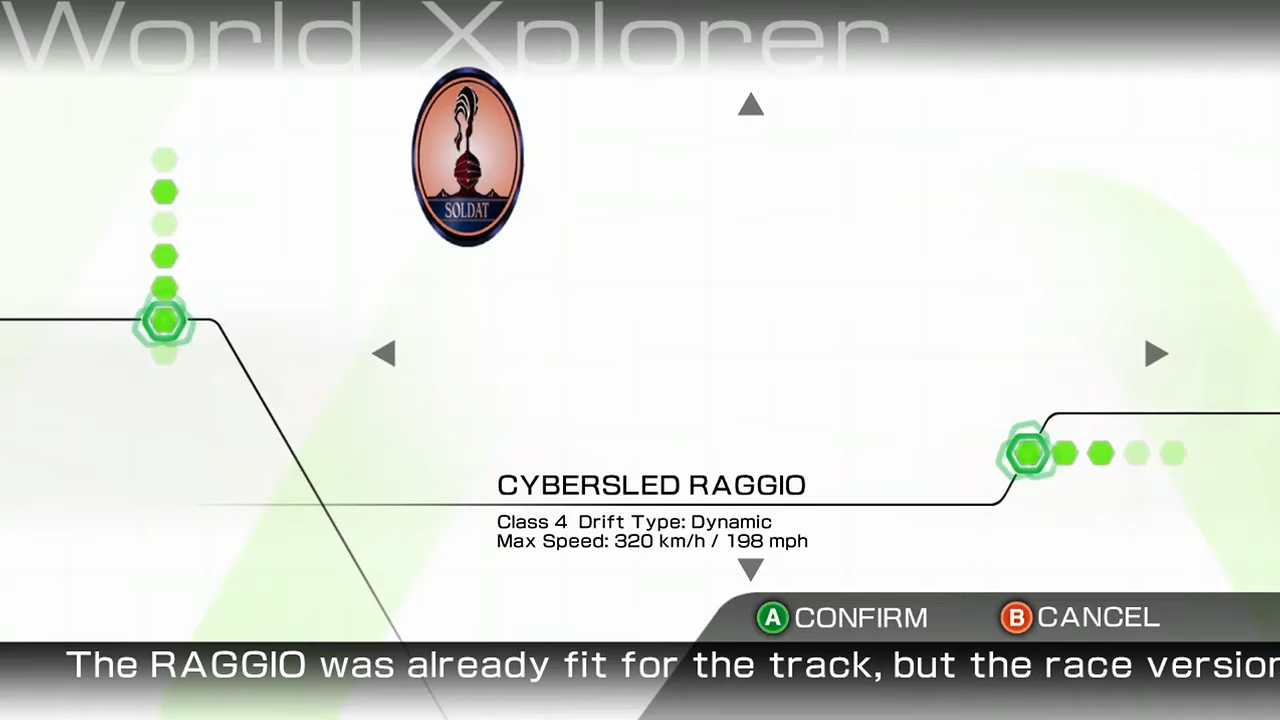 World Xplorer
SOLDAT
CYBERSLED RAGGIO
Class 4 Drift Type: Dynamic
Max Speed: 320 km/h / 198 mph
A CONFIRM B CANCEL
The RAGGIO was already fit for the track, but the race version